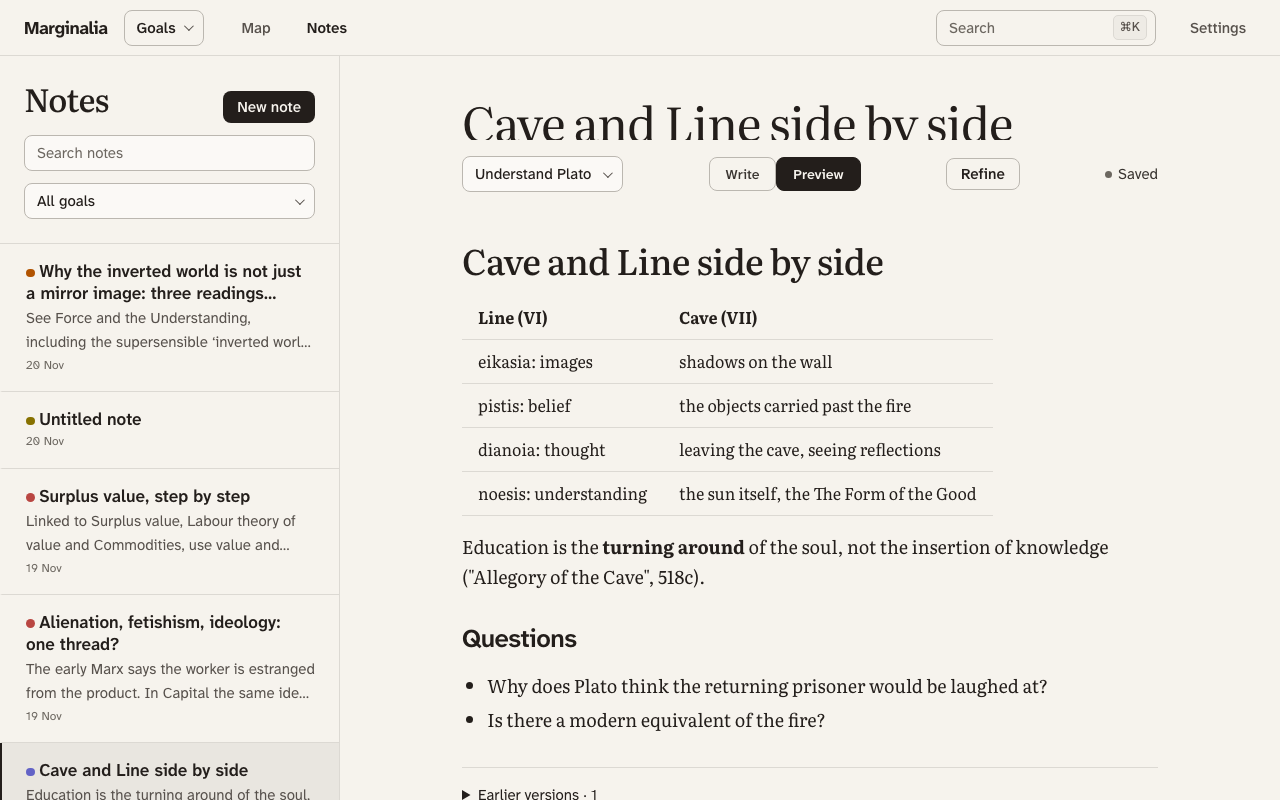 Marginalia
Goals
Map
Notes
Search
⌘K
Settings
Notes
New note
Search notes
All goals
Why the inverted world is not just
a mirror image: three readings...
See Force and the Understanding,
including the supersensible ‘inverted worl...
20 Nov
Untitled note
20 Nov
Surplus value, step by step
Linked to Surplus value, Labour theory of
value and Commodities, use value and...
19 Nov
Alienation, fetishism, ideology:
one thread?
The early Marx says the worker is estranged
from the product. In Capital the same ide...
19 Nov
Cave and Line side by side
Education is the turning around of the soul,
Cave and Line side by side
Understand Plato
Write
Preview
Refine
Saved
Cave and Line side by side
Line (VI) Cave (VII)
eikasia: images shadows on the wall
pistis: belief the objects carried past the fire
dianoia: thought leaving the cave, seeing reflections
noesis: understanding the sun itself, the The Form of the Good
Education is the turning around of the soul, not the insertion of knowledge
("Allegory of the Cave", 518c).
Questions
Why does Plato think the returning prisoner would be laughed at?
Is there a modern equivalent of the fire?
Earlier versions · 1